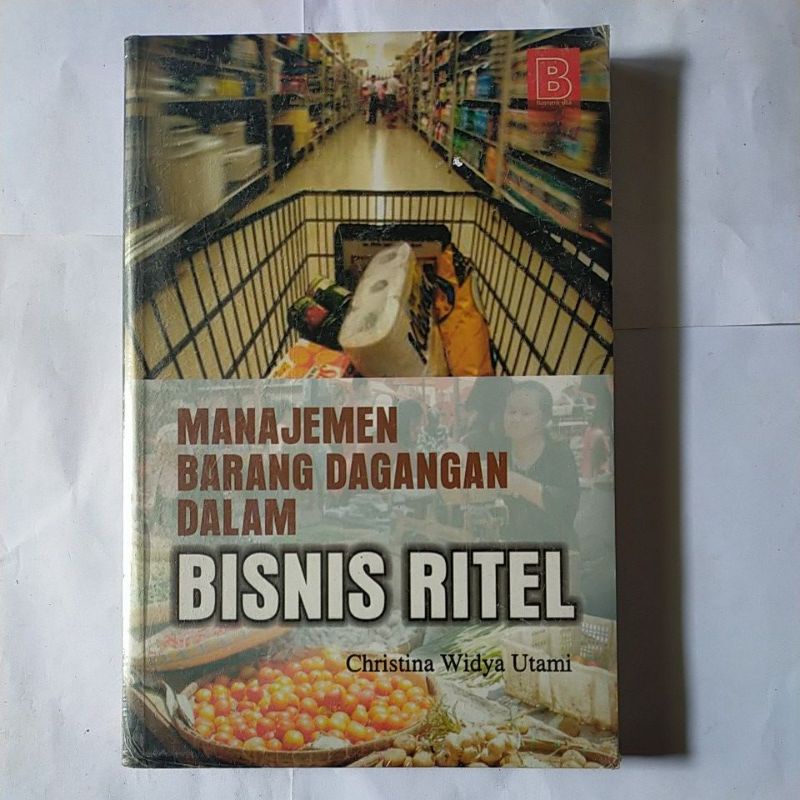 B
MANAJEMEN
BARANG DAGANGAN
DALAM
BISNIS RITEL
Christina Widya Utami